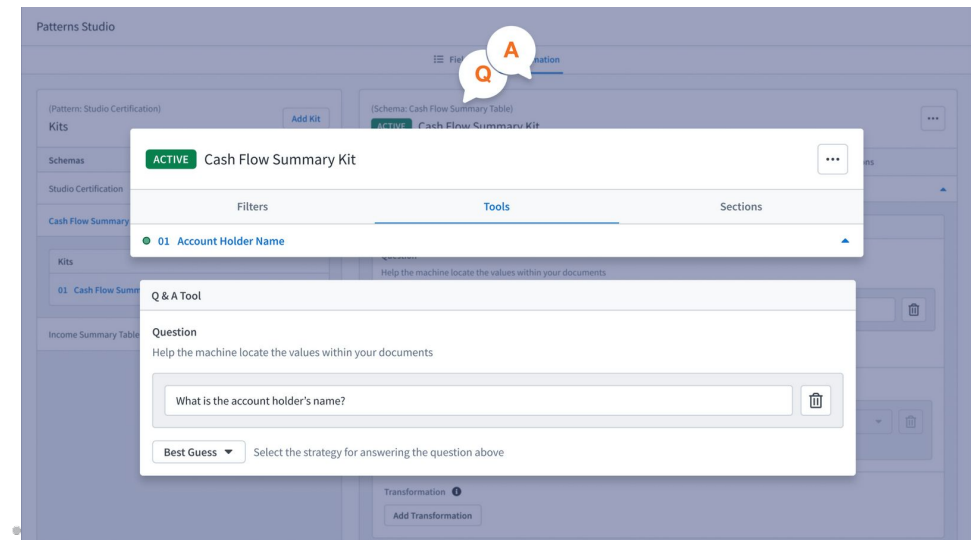 Patterns Studio
Q
A
(Pattern: Studio Certification)
Kits
Add Kit
(Schema: Cash Flow Summary Table)
ACTIVE Cash Flow Summary Kit
Schemas
Studio Certification
Cash Flow Summary
Kits
01 Cash Flow Summ
Income Summary Table
ACTIVE Cash Flow Summary Kit
Filters Tools Sections
01 Account Holder Name
Question
Help the machine locate the values within your documents
Q & A Tool
Question
Help the machine locate the values within your documents
What is the account holder's name?
Best Guess Select the strategy for answering the question above
Transformation
Add Transformation